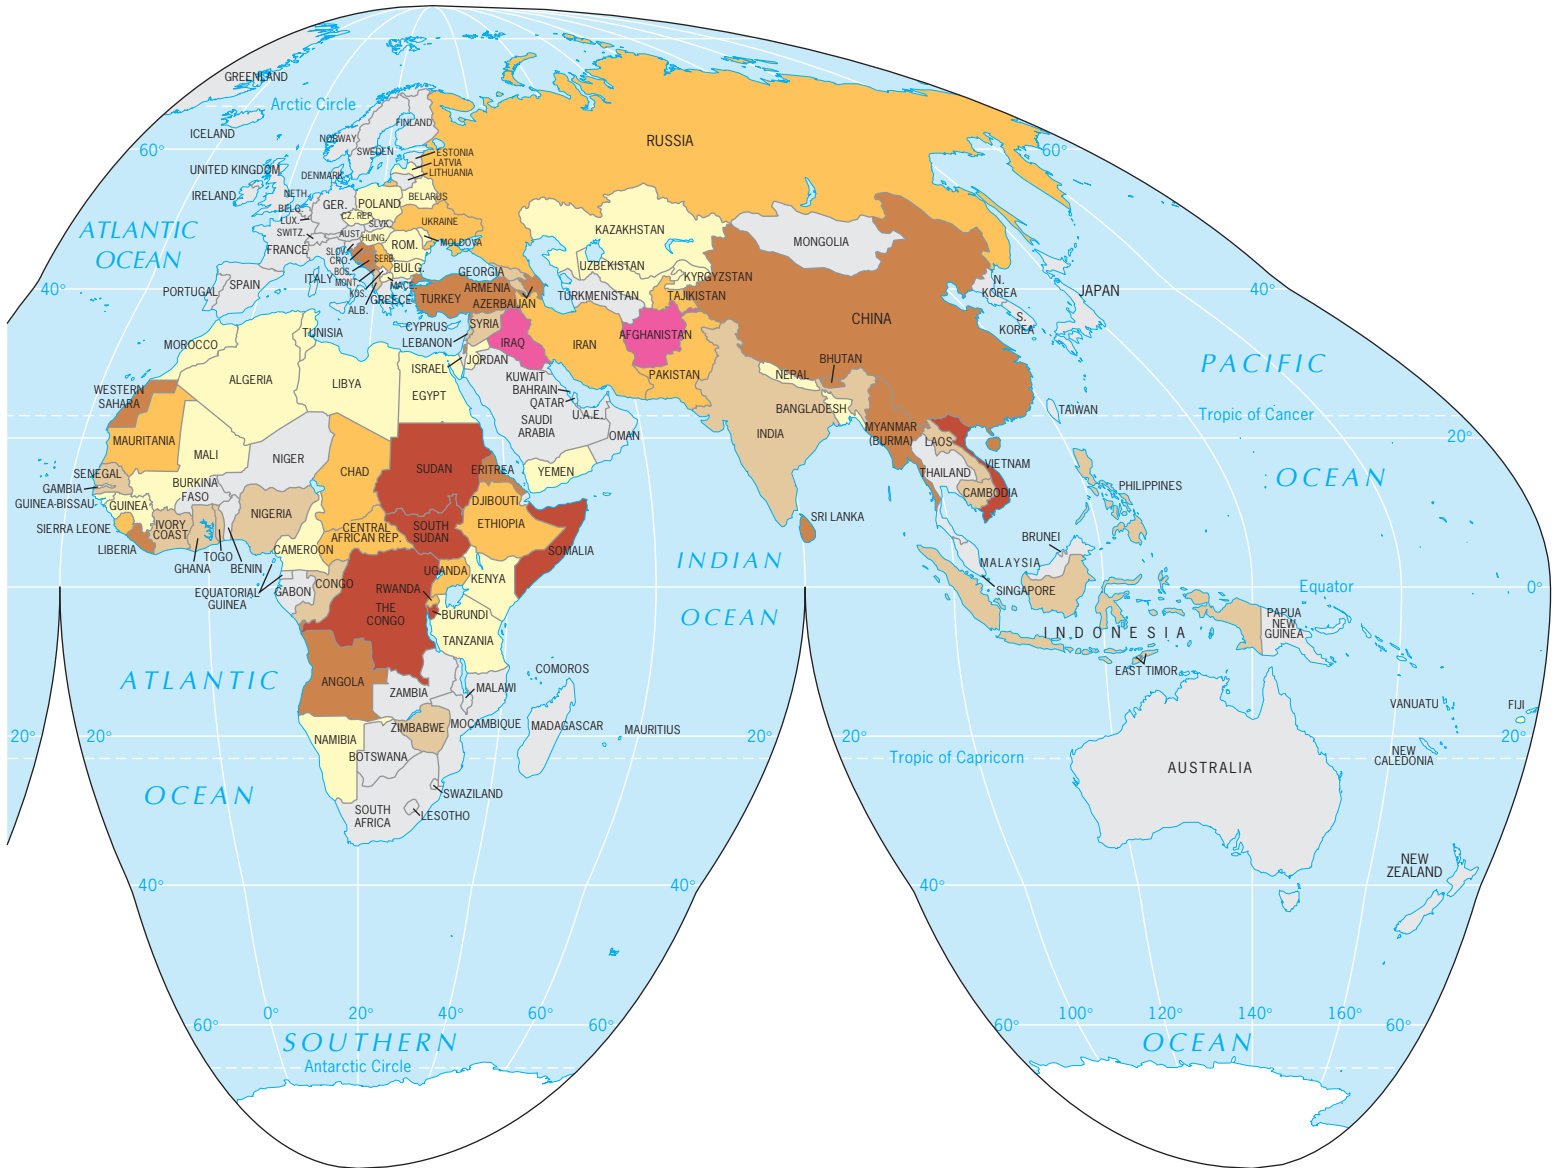 GREENLAND
Arctic Circle
ICELAND
NORWAY
FINLAND
SWEDEN
60°
60°
RUSSIA
ESTONIA
LATVIA
LITHUANIA
UNITED KINGDOM
DENMARK
IRELAND
NETH.
BELG.
LUX.
GER.
POLAND
BELARUS
CZ. REP.
SLVK.
UKRAINE
SWITZ.
AUST.
HUNG.
MOLDOVA
FRANCE
SLOV.
CRO.
ROM.
BOS.
SERB.
ITALY
MONT.
BULG.
KOS.
MACE.
ALB.
GREECE
PORTUGAL
SPAIN
ATLANTIC
OCEAN
40°
40°
KAZAKHSTAN
MONGOLIA
UZBEKISTAN
KYRGYZSTAN
GEORGIA
ARMENIA
AZERBAIJAN
TURKEY
TURKMENISTAN
TAJIKISTAN
N.
KOREA
S.
KOREA
JAPAN
CHINA
CYPRUS
LEBANON
SYRIA
ISRAEL
JORDAN
IRAQ
IRAN
AFGHANISTAN
PAKISTAN
KUWAIT
BAHRAIN
QATAR
U.A.E.
SAUDI
ARABIA
OMAN
YEMEN
NEPAL
BHUTAN
BANGLADESH
INDIA
MYANMAR
(BURMA)
LAOS
THAILAND
VIETNAM
CAMBODIA
TAIWAN
PHILIPPINES
SRI LANKA
PACIFIC
OCEAN
Tropic of Cancer
20°
MOROCCO
TUNISIA
ALGERIA
LIBYA
EGYPT
WESTERN
SAHARA
MAURITANIA
MALI
NIGER
CHAD
SUDAN
ERITREA
DJIBOUTI
SENEGAL
GAMBIA
GUINEA-BISSAU
GUINEA
SIERRA LEONE
LIBERIA
BURKINA
FASO
IVORY
COAST
GHANA
TOGO
BENIN
NIGERIA
CAMEROON
CENTRAL
AFRICAN REP.
SOUTH
SUDAN
ETHIOPIA
SOMALIA
EQUATORIAL
GUINEA
GABON
CONGO
THE
CONGO
UGANDA
RWANDA
BURUNDI
KENYA
TANZANIA
ANGOLA
ZAMBIA
MALAWI
COMOROS
MOCAMBIQUE
ZIMBABWE
MADAGASCAR
MAURITIUS
NAMIBIA
BOTSWANA
SWAZILAND
LESOTHO
SOUTH
AFRICA
INDIAN
OCEAN
BRUNEI
MALAYSIA
SINGAPORE
INDONESIA
EAST TIMOR
PAPUA
NEW
GUINEA
Equator
0°
ATLANTIC
OCEAN
20°
20°
20°
20°
20°
Tropic of Capricorn
AUSTRALIA
VANUATU
FIJI
NEW
CALEDONIA
NEW
ZEALAND
40°
40°
40°
60°
0°
20°
40°
60°
60°
60°
100°
120°
140°
160°
60°
SOUTHERN
OCEAN
Antarctic Circle